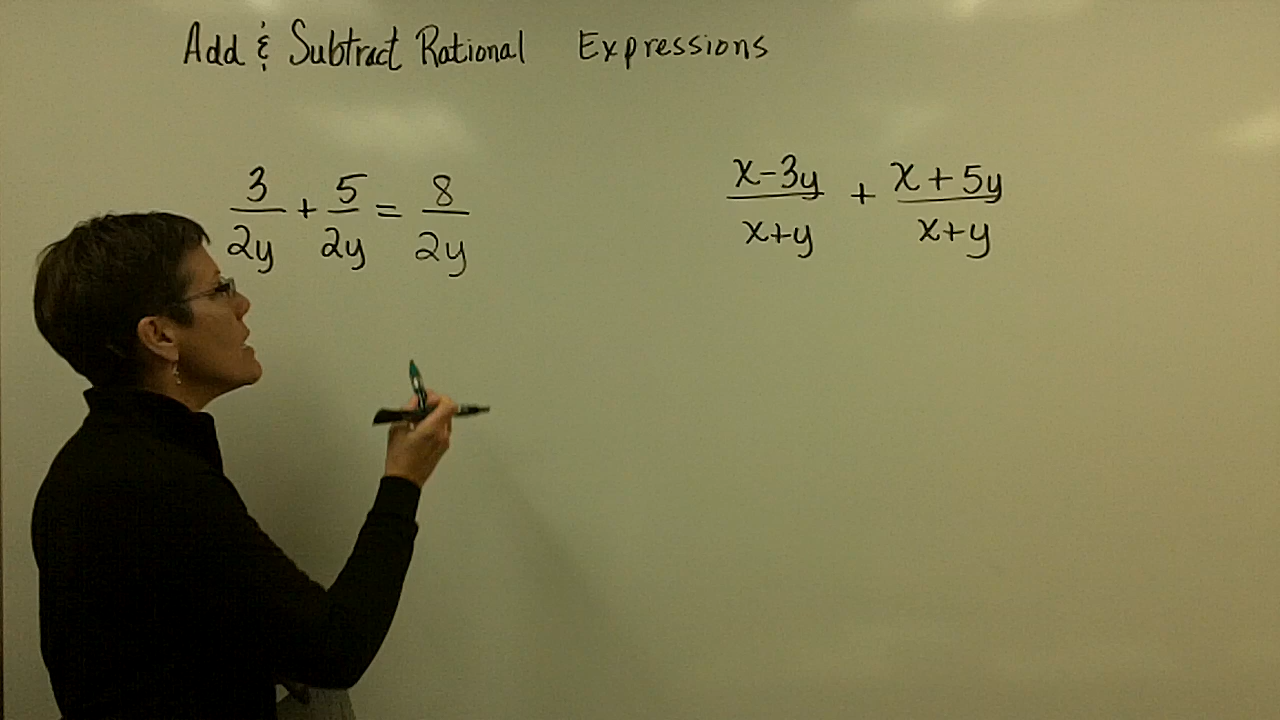 Add & Subtract Rational Expressions
3/2y + 5/2y = 8/2y
x-3y/x+y + x+5y/x+y